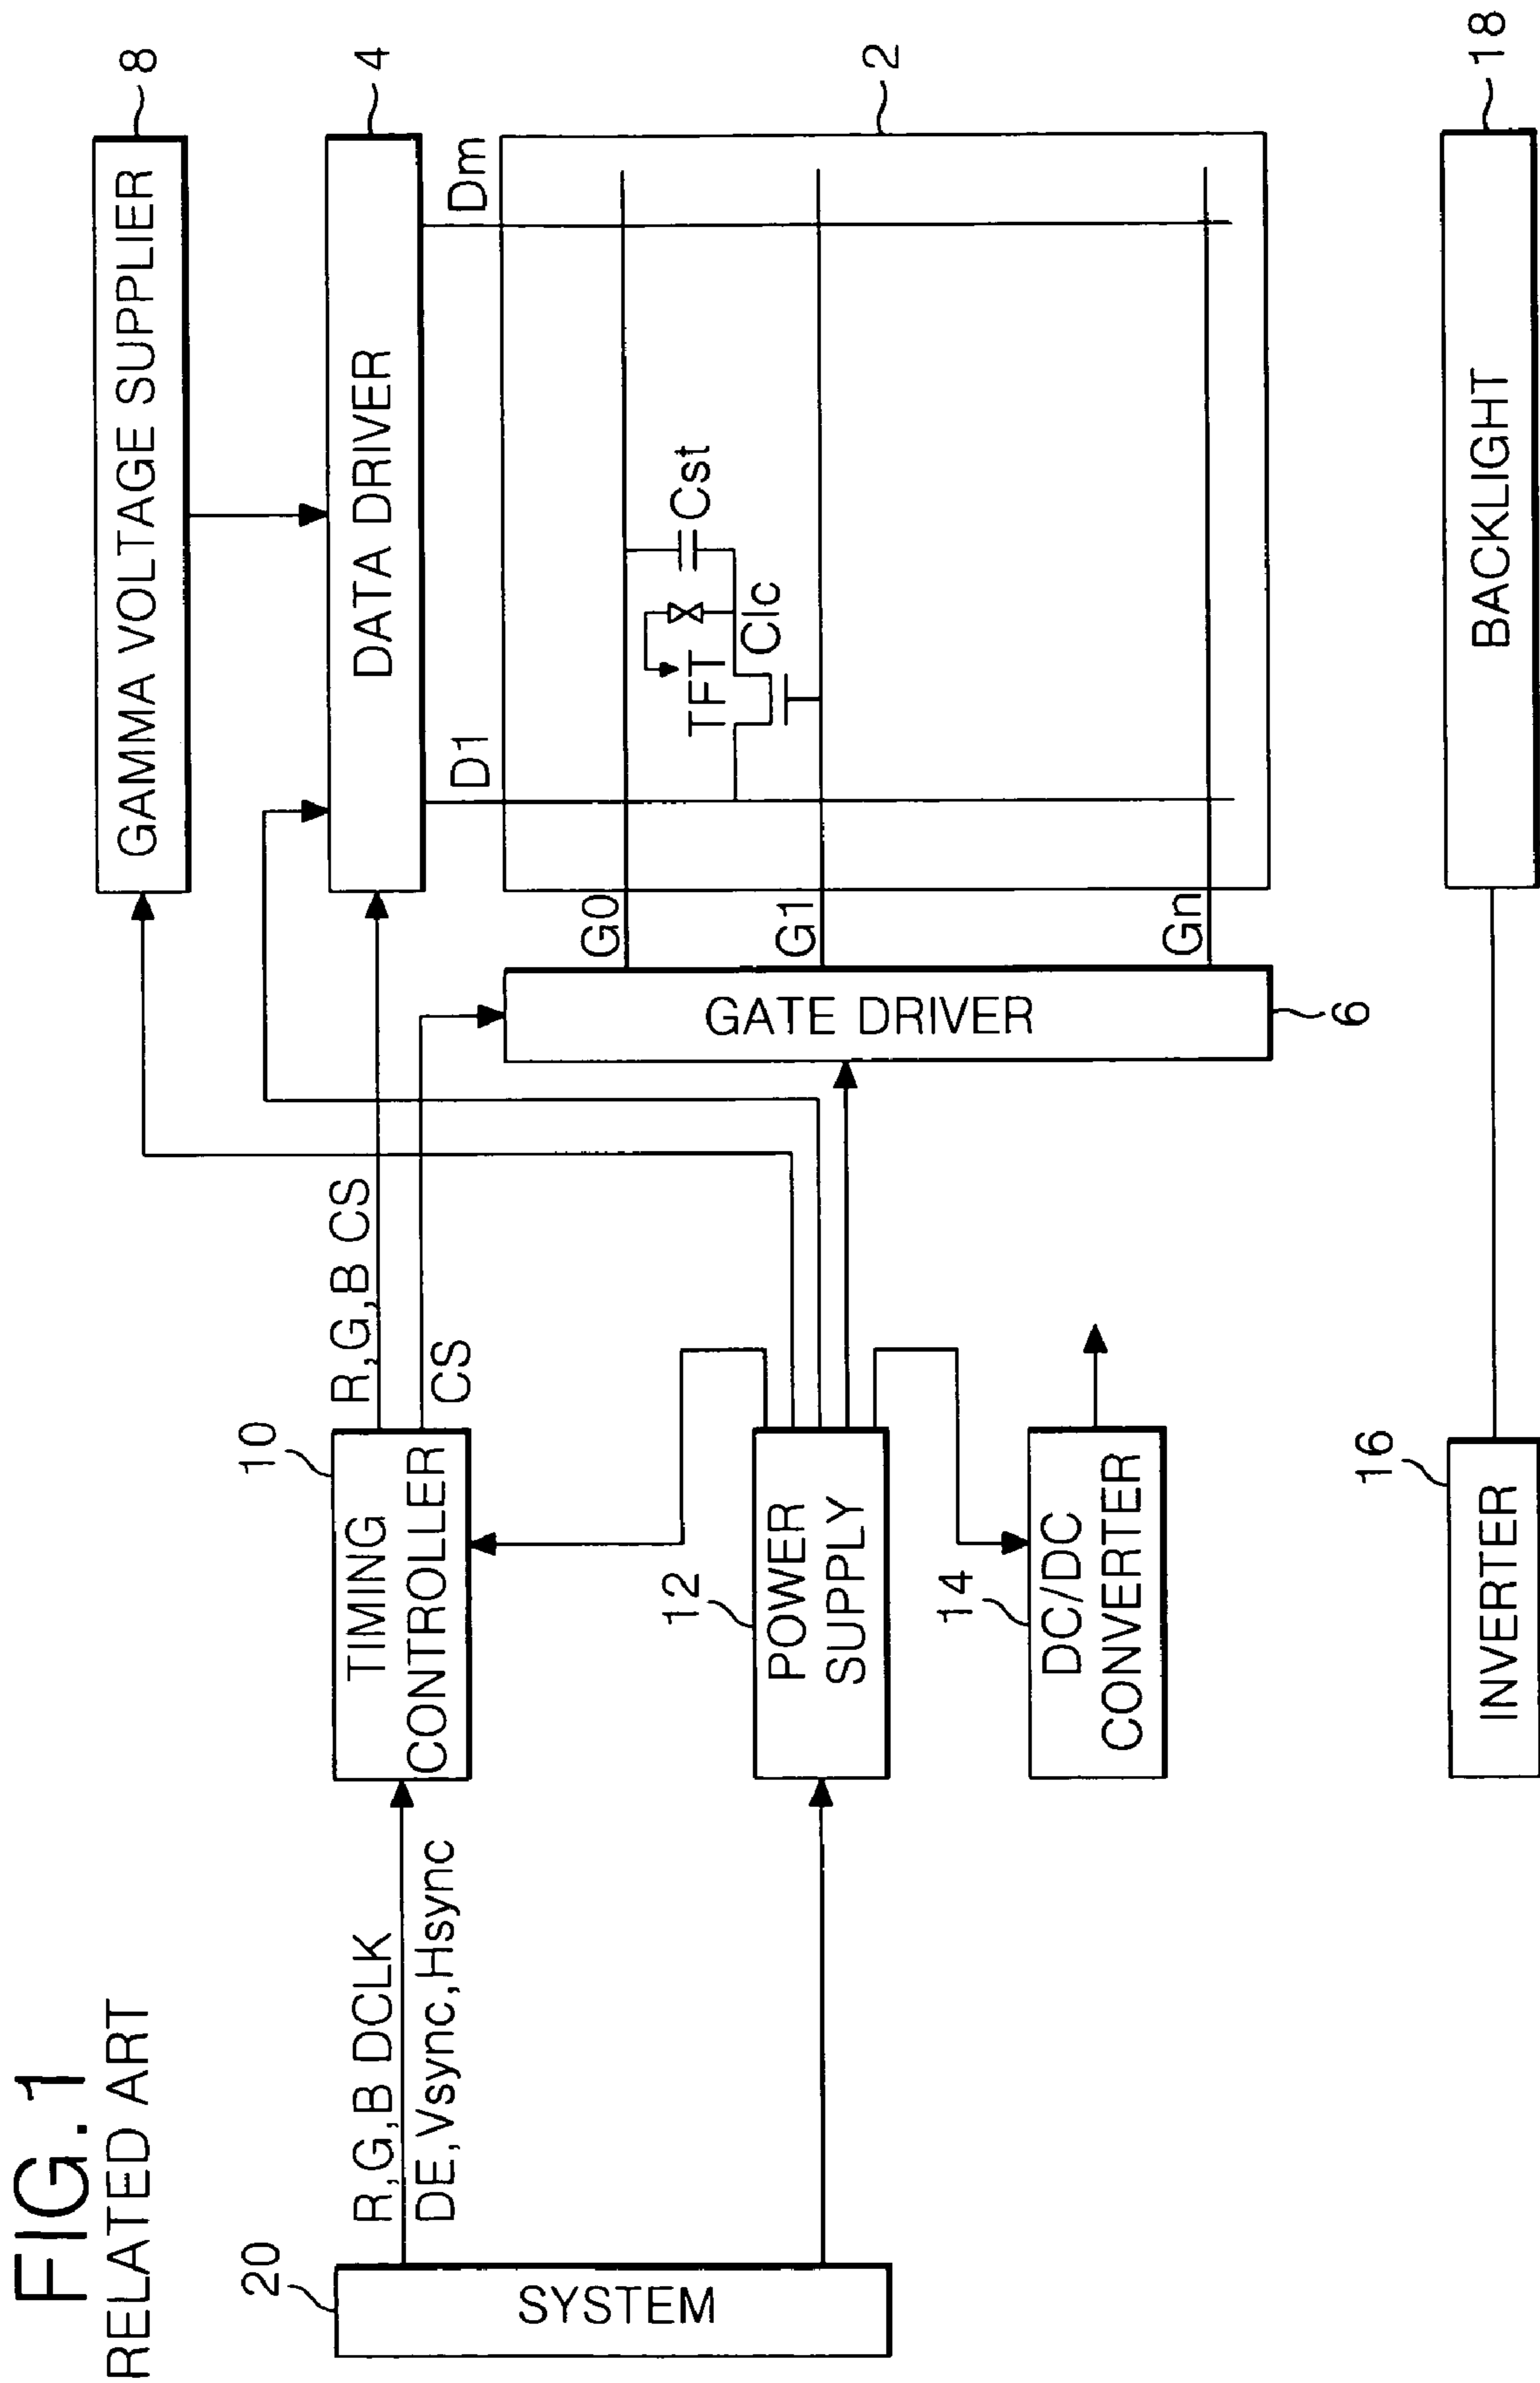 FIG.1
RELATED ART
8
GAMMA VOLTAGE SUPPLIER
4
DATA DRIVER
20
SYSTEM
R,G,B DCLK
DE,Vsync,Hsync
10
TIMING
CONTROLLER
R,G,B CS
CS
D1
Dm
2
G0
G1
Gn
TFT
Clc
Cst
GATE DRIVER
6
12
POWER
SUPPLY
14
DC/DC
CONVERTER
16
INVERTER
18
BACKLIGHT